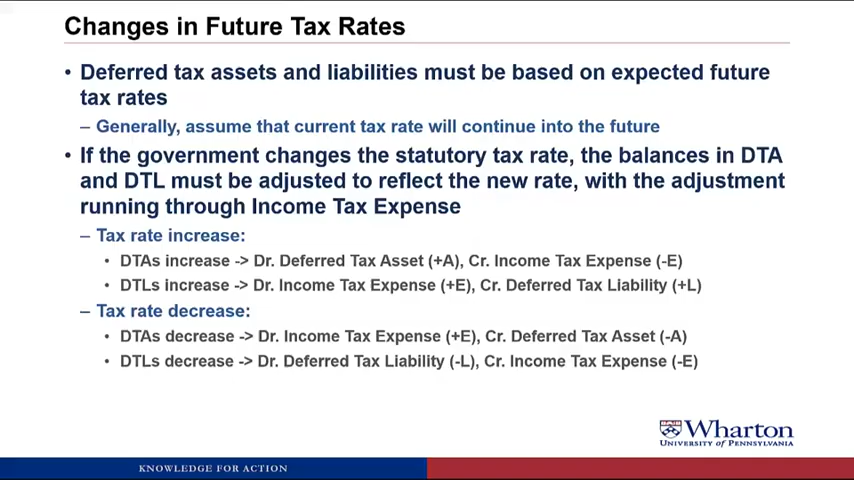 Changes in Future Tax Rates
• Deferred tax assets and liabilities must be based on expected future
tax rates
– Generally, assume that current tax rate will continue into the future
• If the government changes the statutory tax rate, the balances in DTA
and DTL must be adjusted to reflect the new rate, with the adjustment
running through Income Tax Expense
– Tax rate increase:
• DTAs increase -> Dr. Deferred Tax Asset (+A), Cr. Income Tax Expense (-E)
• DTLs increase -> Dr. Income Tax Expense (+E), Cr. Deferred Tax Liability (+L)
– Tax rate decrease:
• DTAs decrease -> Dr. Income Tax Expense (+E), Cr. Deferred Tax Asset (-A)
• DTLs decrease -> Dr. Deferred Tax Liability (-L), Cr. Income Tax Expense (-E)
Wharton
UNIVERSITY OF PENNSYLVANIA
KNOWLEDGE FOR ACTION